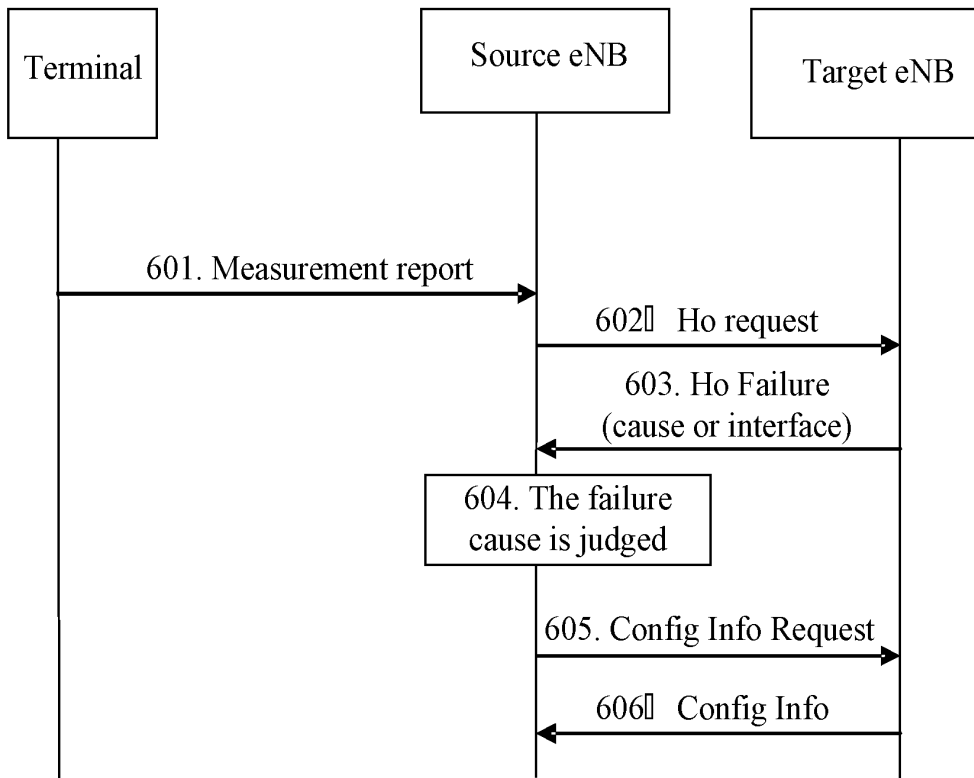 Terminal
Source eNB
Target eNB
601. Measurement report
602▯ Ho request
603. Ho Failure
(cause or interface)
604. The failure
cause is judged
605. Config Info Request
606▯ Config Info